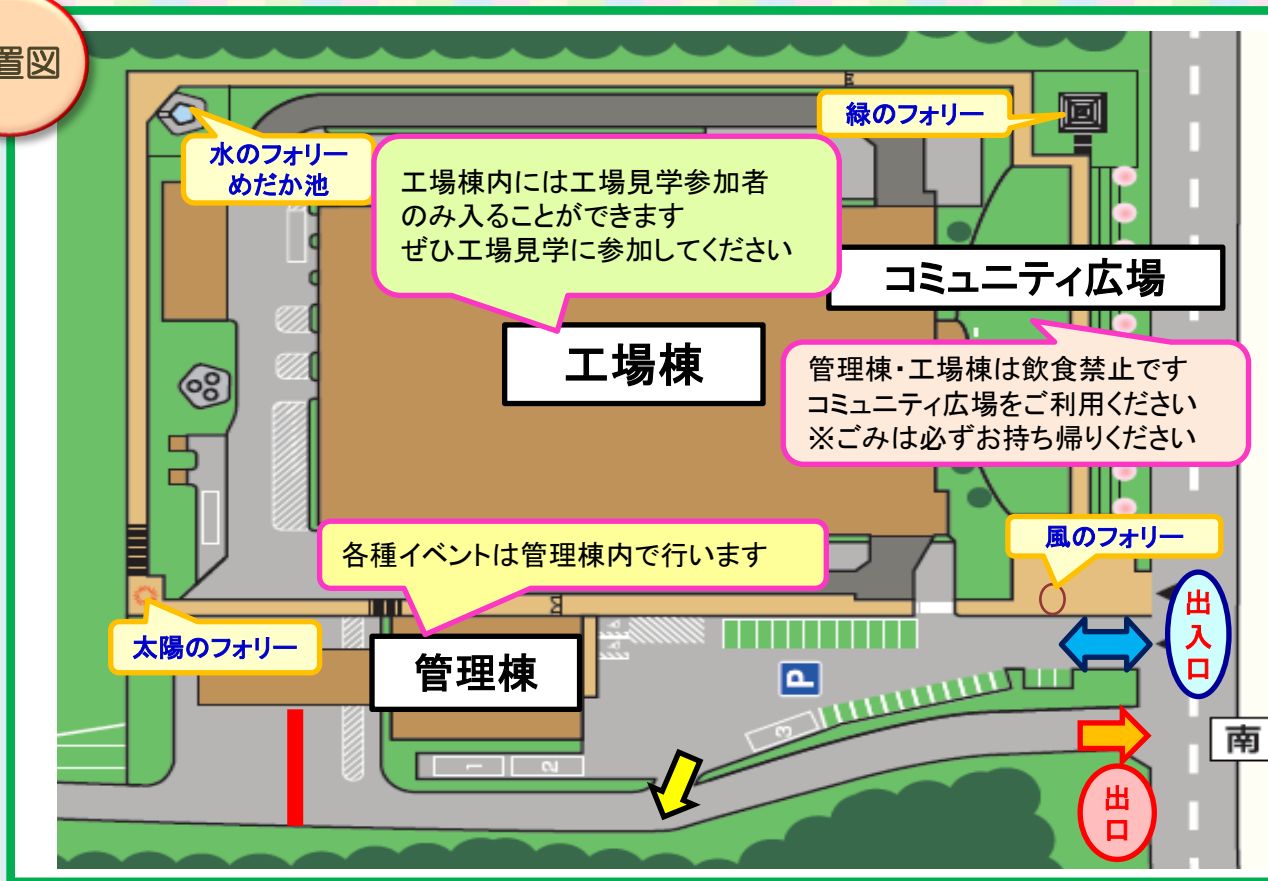 置図
緑のフォリー
水のフォリー
めだか池
工場棟内には工場見学参加者
のみ入ることができます
ぜひ工場見学に参加してください
コミュニティ広場
工場棟
管理棟・工場棟は飲食禁止です
コミュニティ広場をご利用ください
※ごみは必ずお持ち帰りください
風のフォリー
各種イベントは管理棟内で行います
出入口
太陽のフォリー
管理棟
P
3
1
2
南
出口